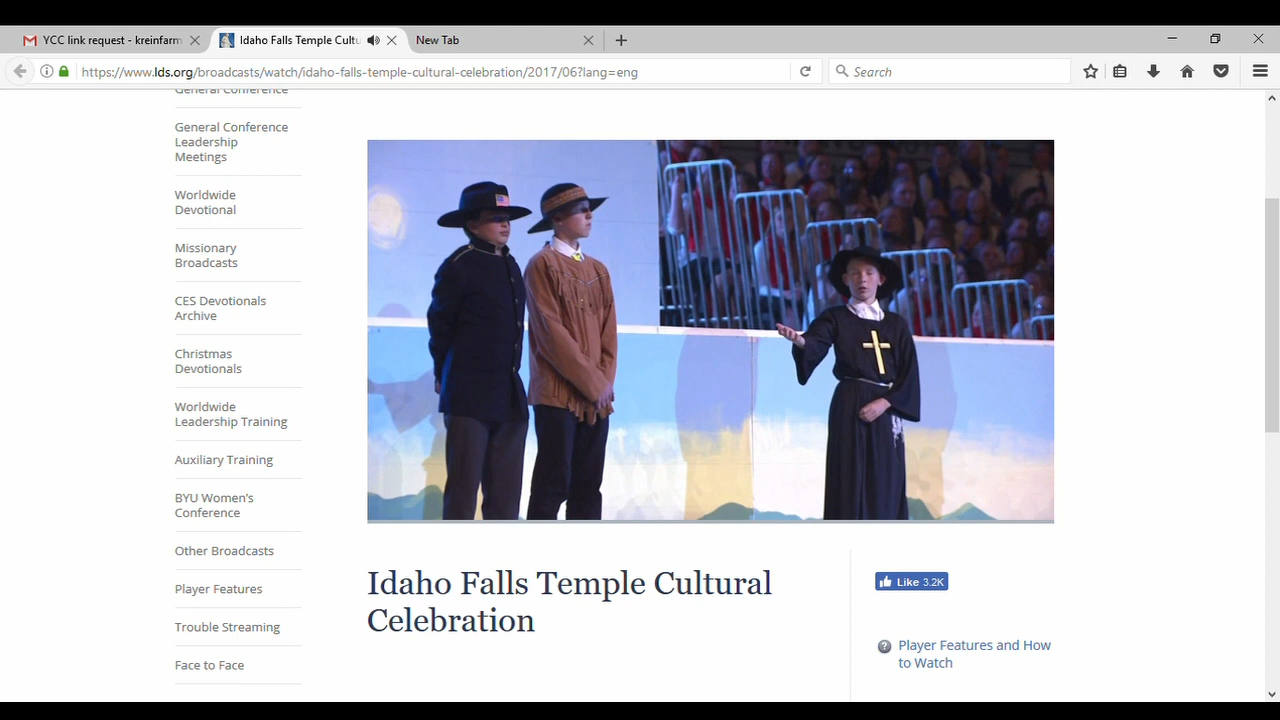 YCC link request - kreinfarm
Idaho Falls Temple Cultu
New Tab
https://www.lds.org/broadcasts/watch/idaho-falls-temple-cultural-celebration/2017/06?lang=eng
Search
General Conference
General Conference
Leadership
Meetings
Worldwide
Devotional
Missionary
Broadcasts
CES Devotionals
Archive
Christmas
Devotionals
Worldwide
Leadership Training
Auxiliary Training
BYU Women's
Conference
Other Broadcasts
Player Features
Trouble Streaming
Face to Face
Idaho Falls Temple Cultural
Celebration
Like 3.2K
Player Features and How
to Watch